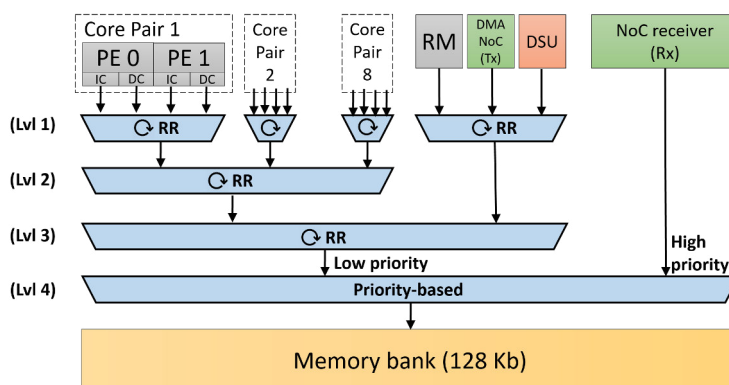 Core Pair 1
PE 0
PE 1
IC
DC
IC
DC
Core
Pair
2
Core
Pair
8
RM
DMA
NoC
(Tx)
DSU
NoC receiver
(Rx)
(Lvl 1)
RR
RR
(Lvl 2)
RR
(Lvl 3)
RR
Low priority
High
priority
(Lvl 4)
Priority-based
Memory bank (128 Kb)